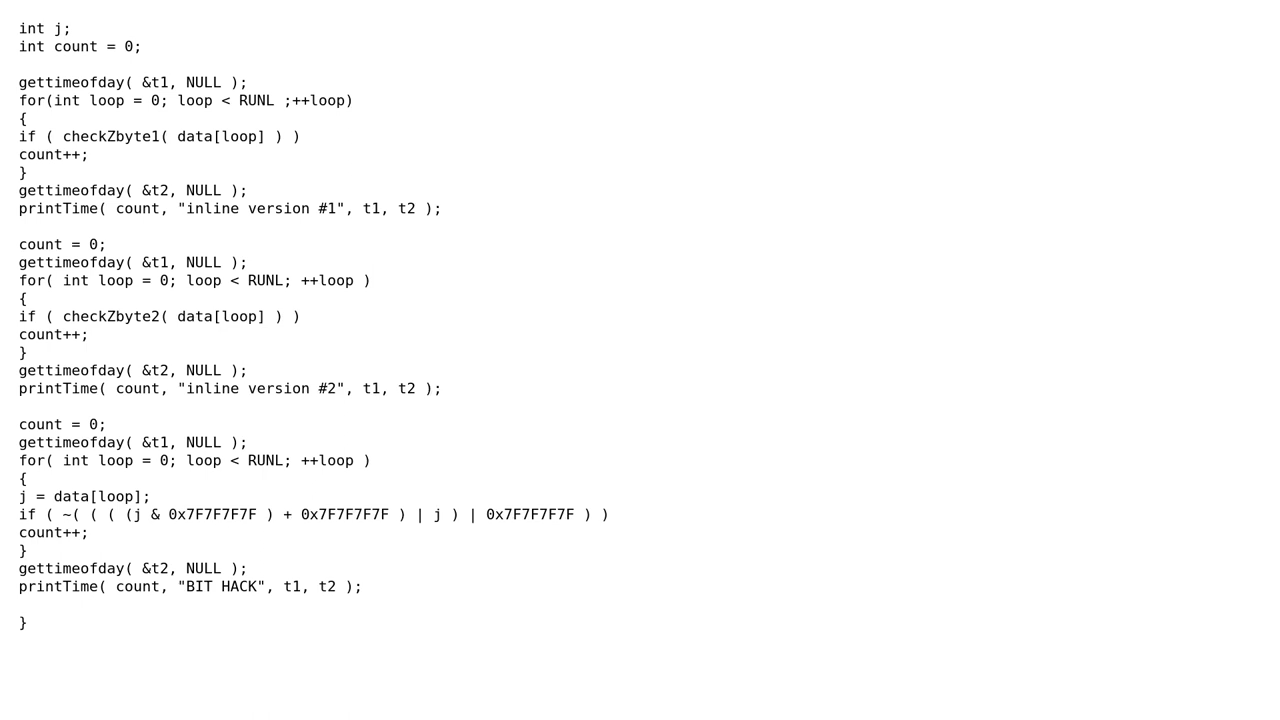 int j;
int count = 0;

gettimeofday( &t1, NULL );
for(int loop = 0; loop < RUNL ;++loop)
{
if ( checkZbyte1( data[loop] ) )
count++;
}
gettimeofday( &t2, NULL );
printTime( count, "inline version #1", t1, t2 );

count = 0;
gettimeofday( &t1, NULL );
for( int loop = 0; loop < RUNL; ++loop )
{
if ( checkZbyte2( data[loop] ) )
count++;
}
gettimeofday( &t2, NULL );
printTime( count, "inline version #2", t1, t2 );

count = 0;
gettimeofday( &t1, NULL );
for( int loop = 0; loop < RUNL; ++loop )
{
j = data[loop];
if ( ~( ( ( ( (j & 0x7F7F7F7F ) + 0x7F7F7F7F ) | j ) | 0x7F7F7F7F ) )
count++;
}
gettimeofday( &t2, NULL );
printTime( count, "BIT HACK", t1, t2 );

}